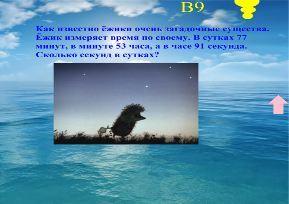 В9
Как известно ёжики очень загадочные существа.
Ёжик измеряет время по своему. В сутках 77
минут, в минуте 53 часа, а в часе 91 секунда.
Сколько секунд в сутках?